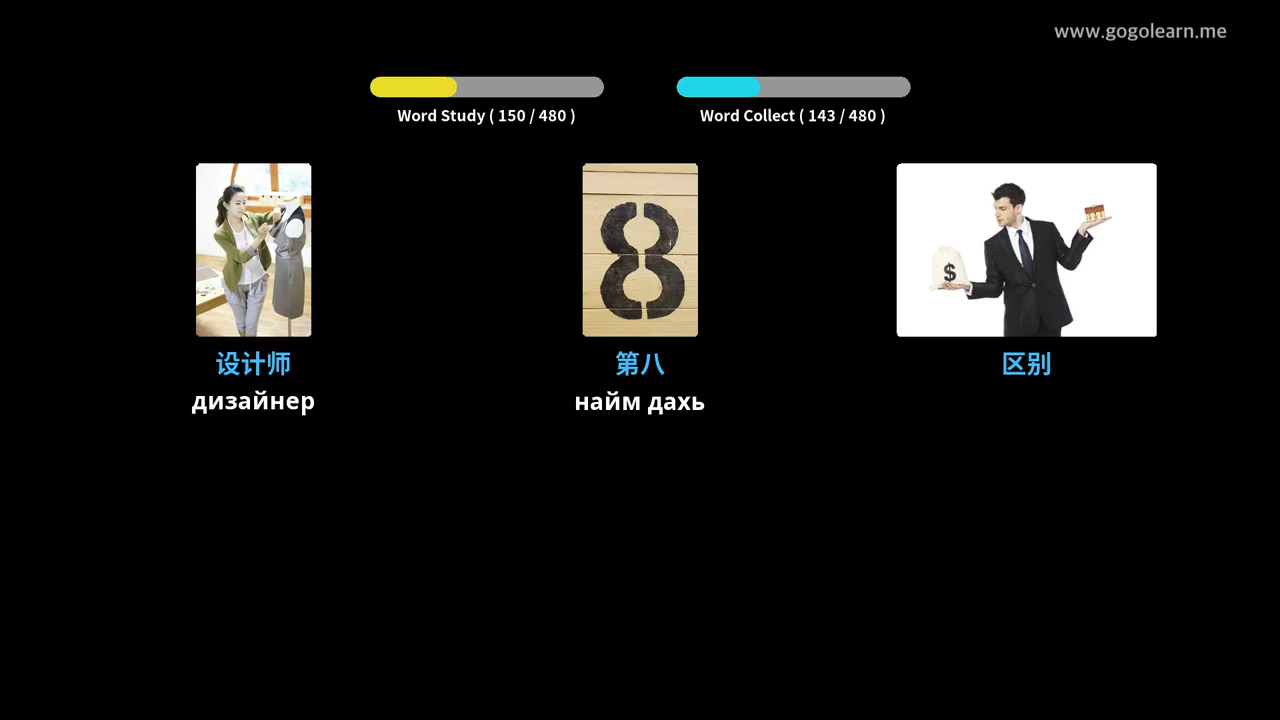 www.gogolearn.me
Word Study ( 150 / 480 )
Word Collect ( 143 / 480 )
8
$
设计师
第八
区别
дизайнер
найм дахь